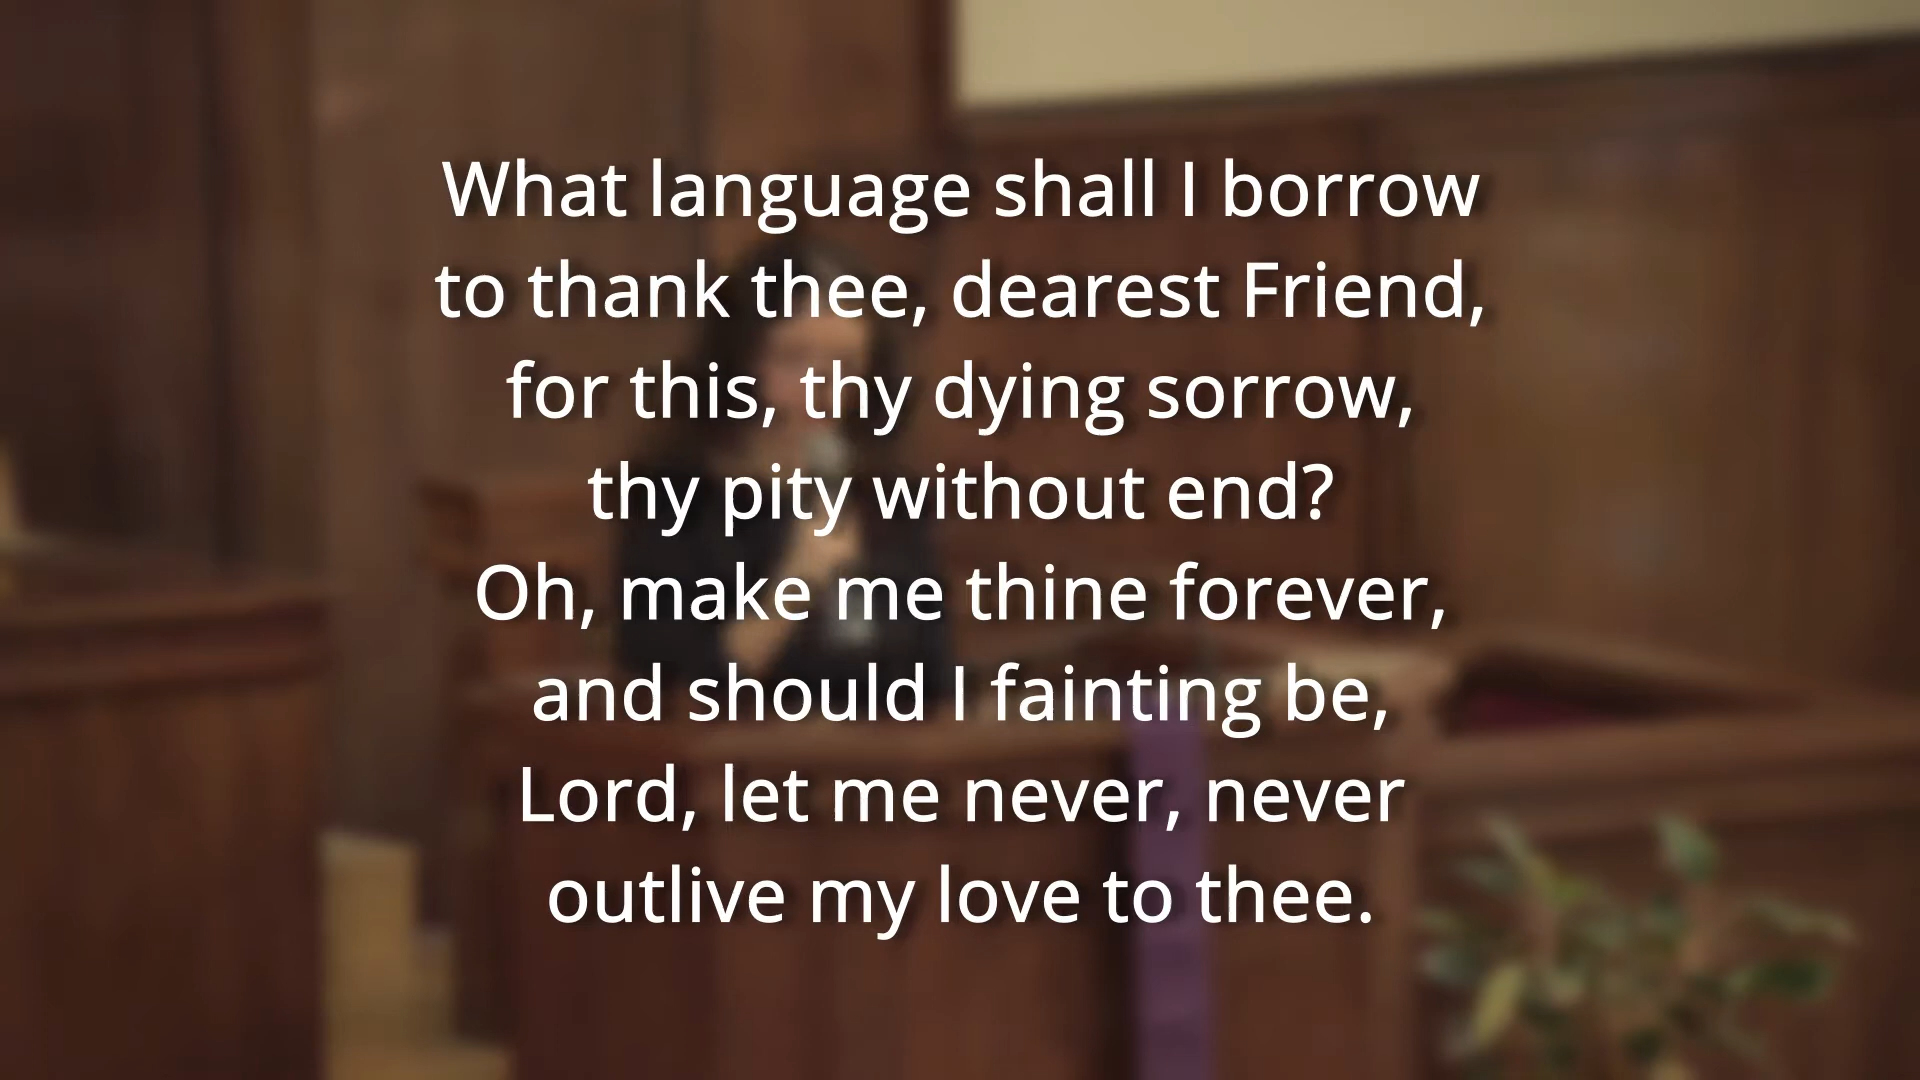 What language shall I borrow
to thank thee, dearest Friend,
for this, thy dying sorrow,
thy pity without end?
Oh, make me thine forever,
and should I fainting be,
Lord, let me never, never
outlive my love to thee.